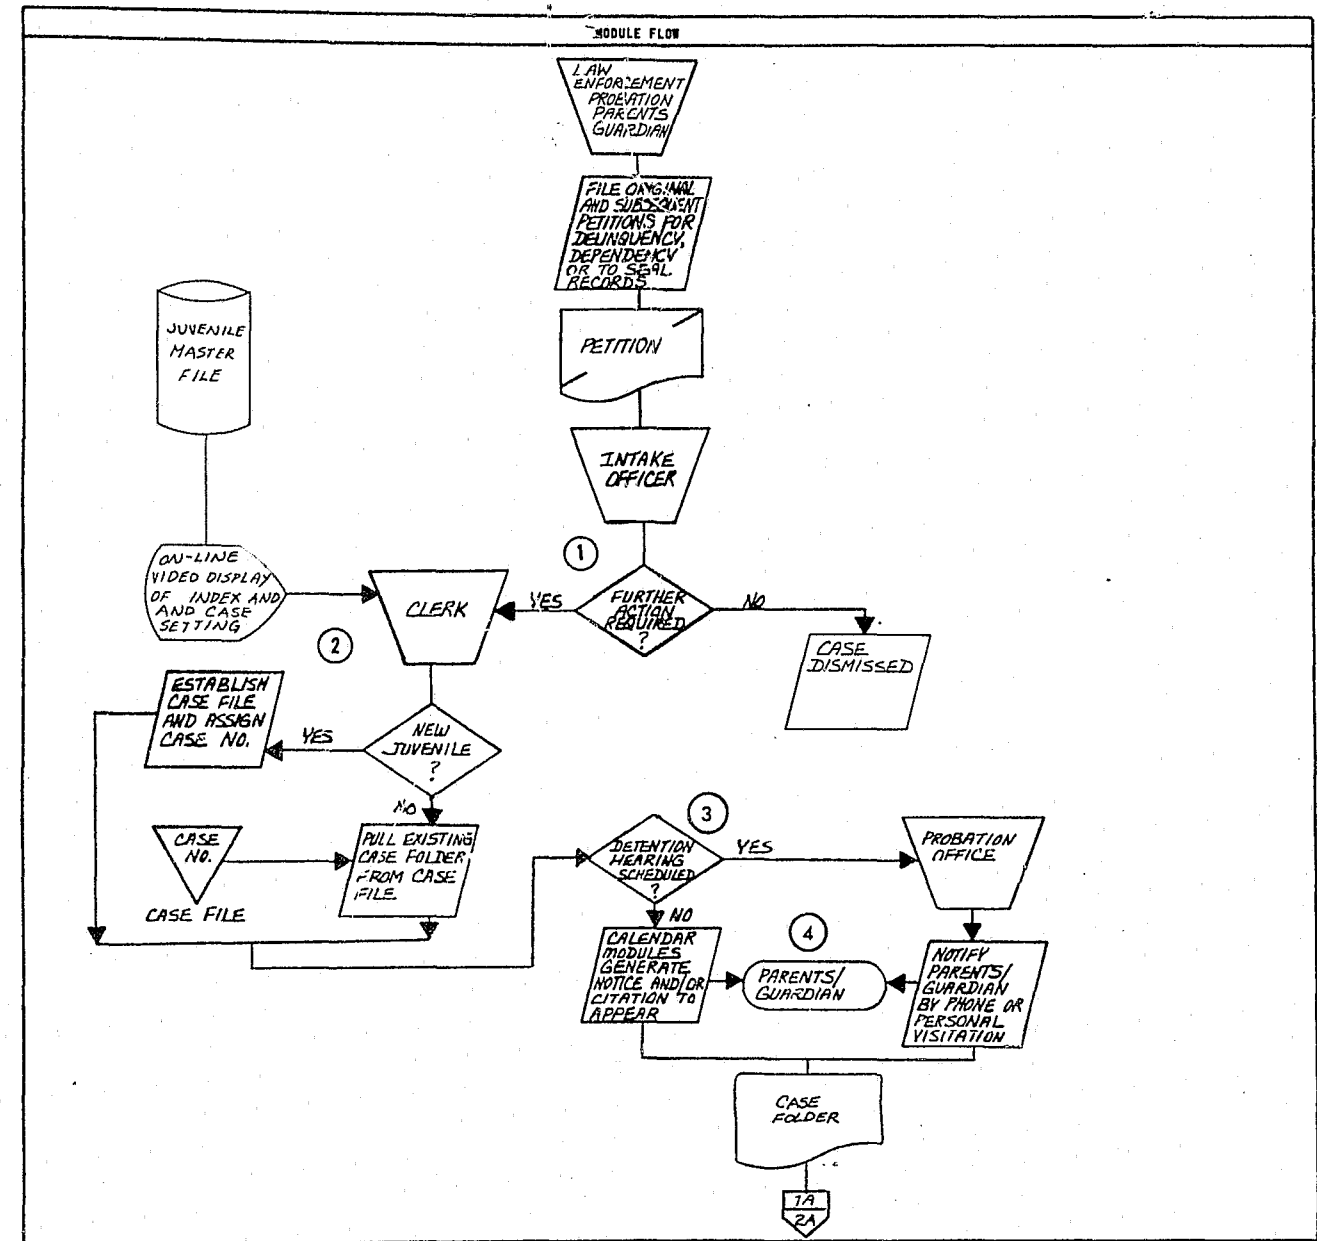 MODULE FLOW
LAW
ENFORCEMENT
PROBATION
PARENTS
GUARDIAN
FILE ORIGINAL
AND SUBSEQUENT
PETITIONS FOR
DELINQUENCY,
DEPENDENCY
OR TO SEAL
RECORDS
PETITION
JUVENILE
MASTER
FILE
INTAKE
OFFICER
1
ON-LINE
VIDEO DISPLAY
OF INDEX AND
AND CASE
SETTING
CLERK
YES
FURTHER
ACTION
REQUIRED
?
NO
CASE
DISMISSED
2
ESTABLISH
CASE FILE
AND ASSIGN
CASE NO.
YES
NEW
JUVENILE
?
NO
CASE
NO.
CASE FILE
PULL EXISTING
CASE FOLDER
FROM CASE
FILE
3
DETENTION
HEARING
SCHEDULED
?
YES
PROBATION
OFFICE
NO
CALENDAR
MODULES
GENERATE
NOTICE AND/OR
CITATION TO
APPEAR
4
PARENTS/
GUARDIAN
NOTIFY
PARENTS/
GUARDIAN
BY PHONE OR
PERSONAL
VISITATION
CASE
FOLDER
1A
2A